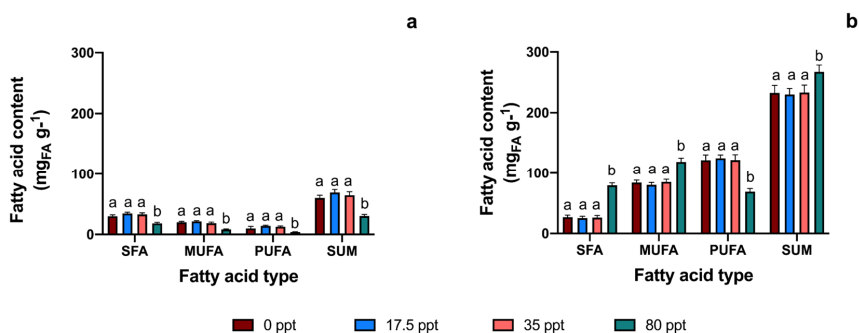 a
Fatty acid content
(mg_FA g-1)
300
200
100
0
a a a b
a a a b
a a a b
a a a b
SFA MUFA PUFA SUM
Fatty acid type
b
Fatty acid content
(mg_FA g-1)
300
200
100
0
a a a b
a a a b
a a a b
a a a b
SFA MUFA PUFA SUM
Fatty acid type
0 ppt 17.5 ppt 35 ppt 80 ppt